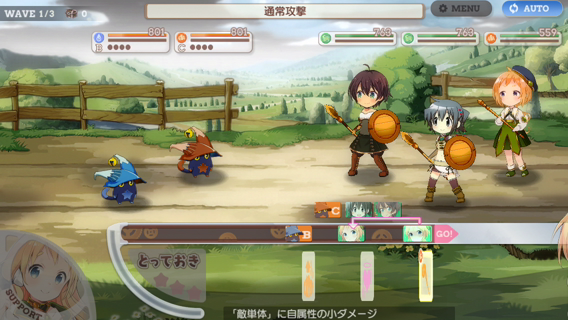 WAVE 1/3 0
通常攻撃
MENU
AUTO
B 801
C 801
763
763
559
C
B
GO!
とっておき
SUPPORT
「敵単体」に自属性の小ダメージ